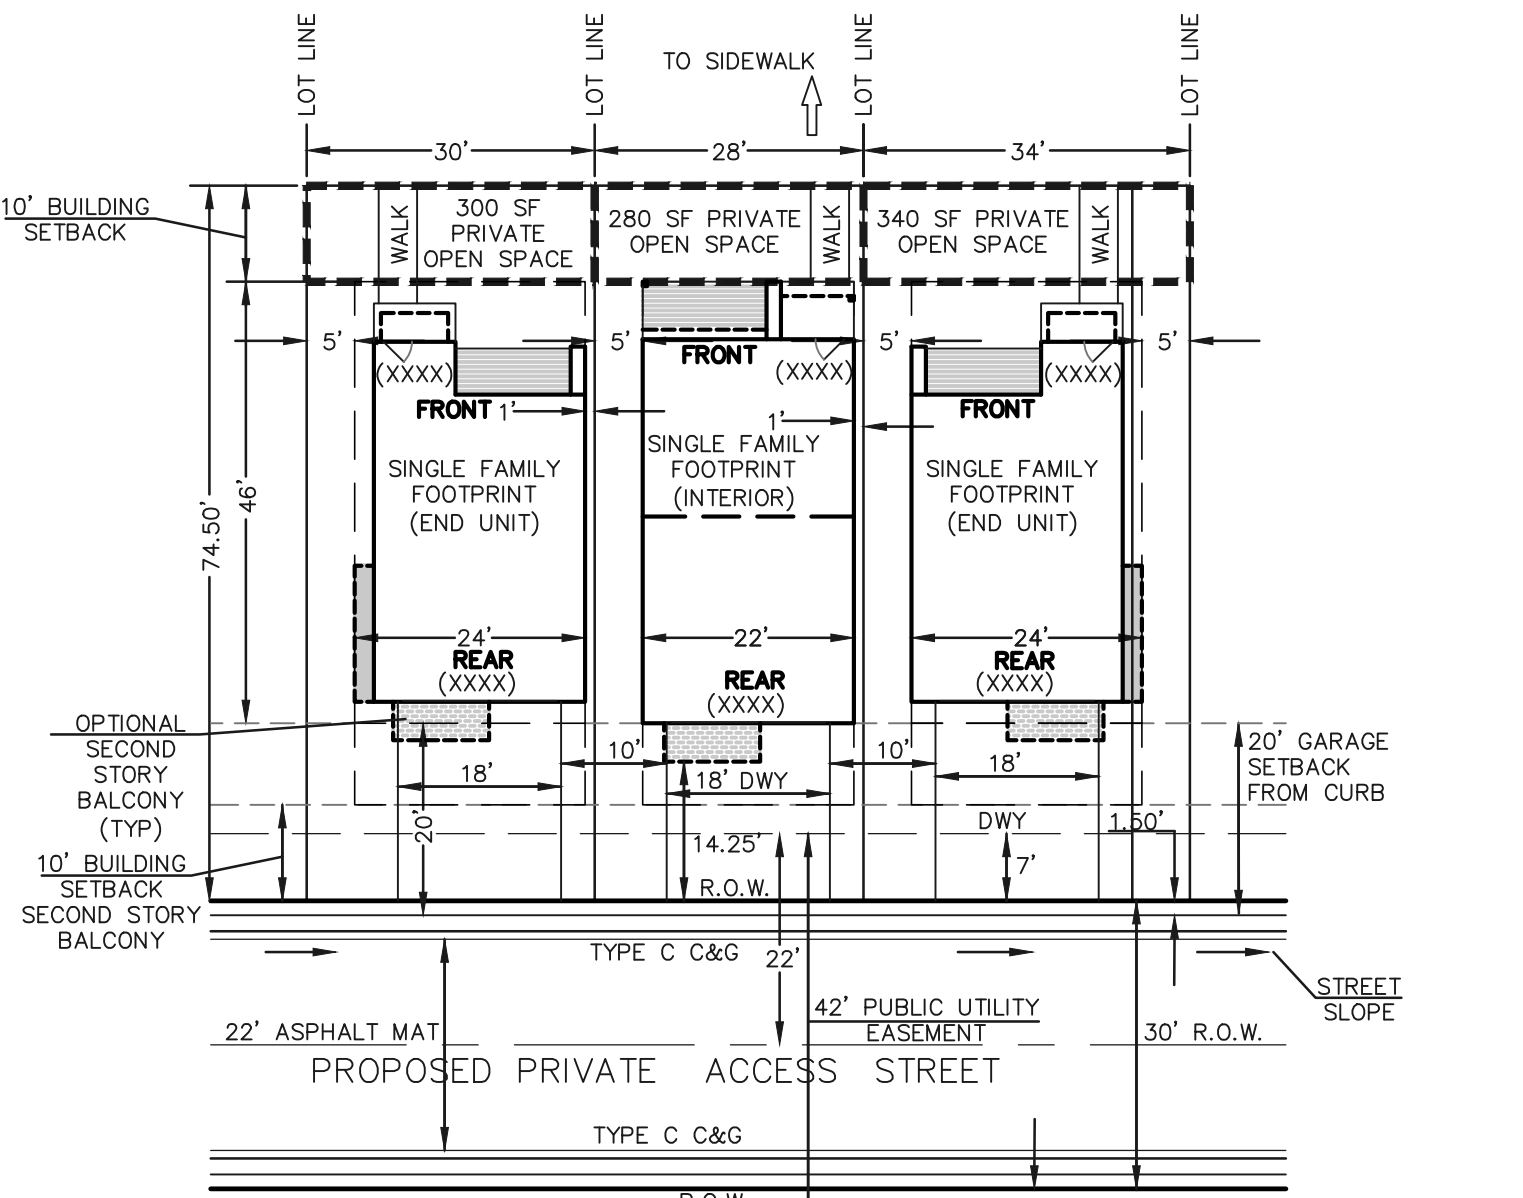 LOT LINE
LOT LINE
LOT LINE
LOT LINE
TO SIDEWALK
30'
28'
34'
10' BUILDING
SETBACK
WALK
300 SF
PRIVATE
OPEN SPACE
280 SF PRIVATE
OPEN SPACE
WALK
340 SF PRIVATE
OPEN SPACE
WALK
5'
5'
5'
5'
(XXXX)
FRONT
1'
FRONT
(XXXX)
1'
(XXXX)
FRONT
SINGLE FAMILY
FOOTPRINT
(END UNIT)
SINGLE FAMILY
FOOTPRINT
(INTERIOR)
SINGLE FAMILY
FOOTPRINT
(END UNIT)
74.50'
46'
24'
REAR
(XXXX)
22'
REAR
(XXXX)
24'
REAR
(XXXX)
OPTIONAL
SECOND
STORY
BALCONY
(TYP)
18'
10'
18' DWY
10'
18'
20' GARAGE
SETBACK
FROM CURB
20'
14.25'
DWY
1.50'
7'
10' BUILDING
SETBACK
SECOND STORY
BALCONY
R.O.W.
TYPE C C&G
22'
STREET
SLOPE
22' ASPHALT MAT
42' PUBLIC UTILITY
EASEMENT
30' R.O.W.
PROPOSED PRIVATE ACCESS STREET
TYPE C C&G
R.O.W.